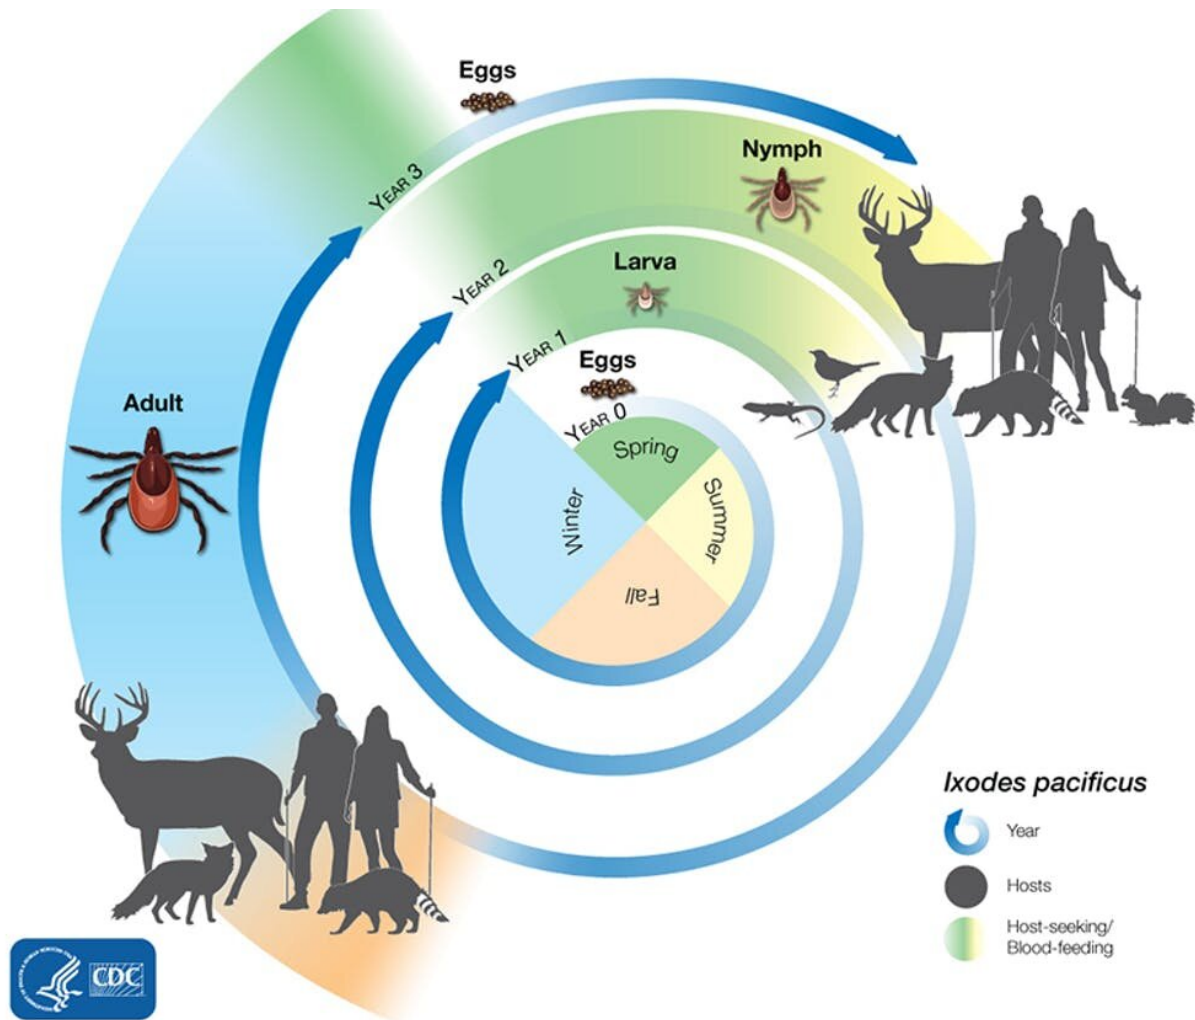 Eggs
Nymph
YEAR 3
Larva
YEAR 2
YEAR 1
Eggs
YEAR 0
Adult
Spring
Summer
Winter
Fall
Ixodes pacificus
Year
Hosts
Host-seeking/
Blood-feeding
CDC